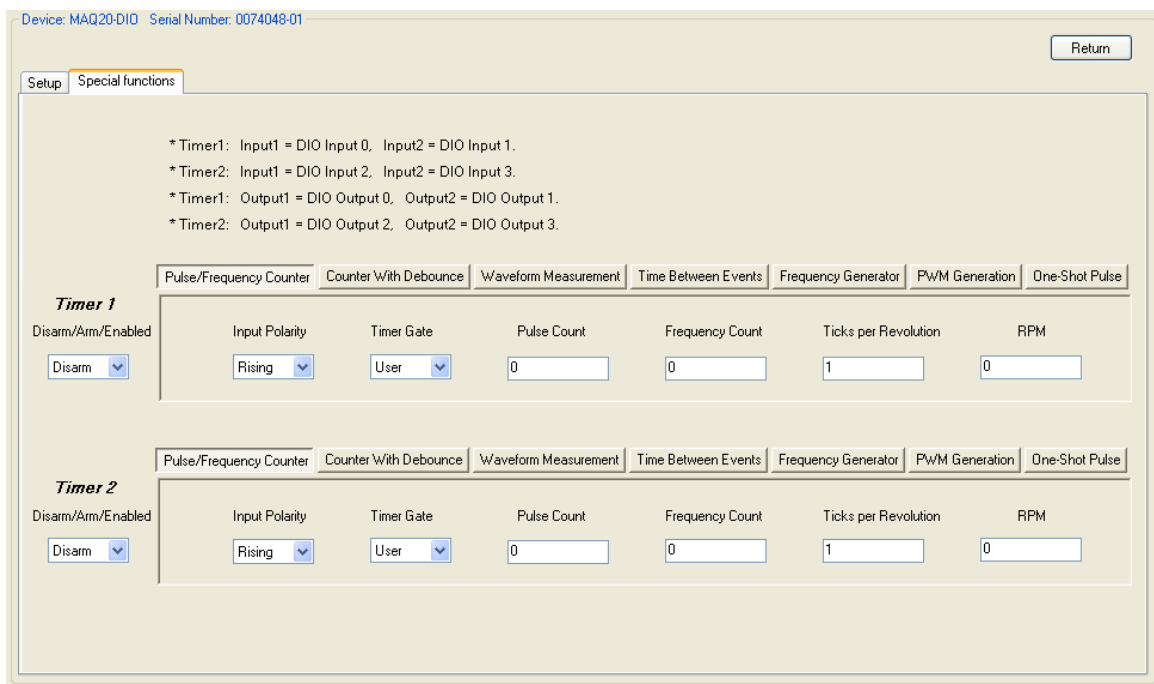 Device: MAQ20-DIO   Serial Number: 0074048-01
Return
Setup   Special functions
* Timer1:   Input1 = DIO Input 0,   Input2 = DIO Input 1.
* Timer2:   Input1 = DIO Input 2,   Input2 = DIO Input 3.
* Timer1:   Output1 = DIO Output 0,   Output2 = DIO Output 1.
* Timer2:   Output1 = DIO Output 2,   Output2 = DIO Output 3.
Pulse/Frequency Counter   Counter With Debounce   Waveform Measurement   Time Between Events   Frequency Generator   PWM Generation   One-Shot Pulse
Timer 1
Disarm/Arm/Enabled   Input Polarity   Timer Gate   Pulse Count   Frequency Count   Ticks per Revolution   RPM
Disarm   Rising   User   0   0   1   0
Pulse/Frequency Counter   Counter With Debounce   Waveform Measurement   Time Between Events   Frequency Generator   PWM Generation   One-Shot Pulse
Timer 2
Disarm/Arm/Enabled   Input Polarity   Timer Gate   Pulse Count   Frequency Count   Ticks per Revolution   RPM
Disarm   Rising   User   0   0   1   0